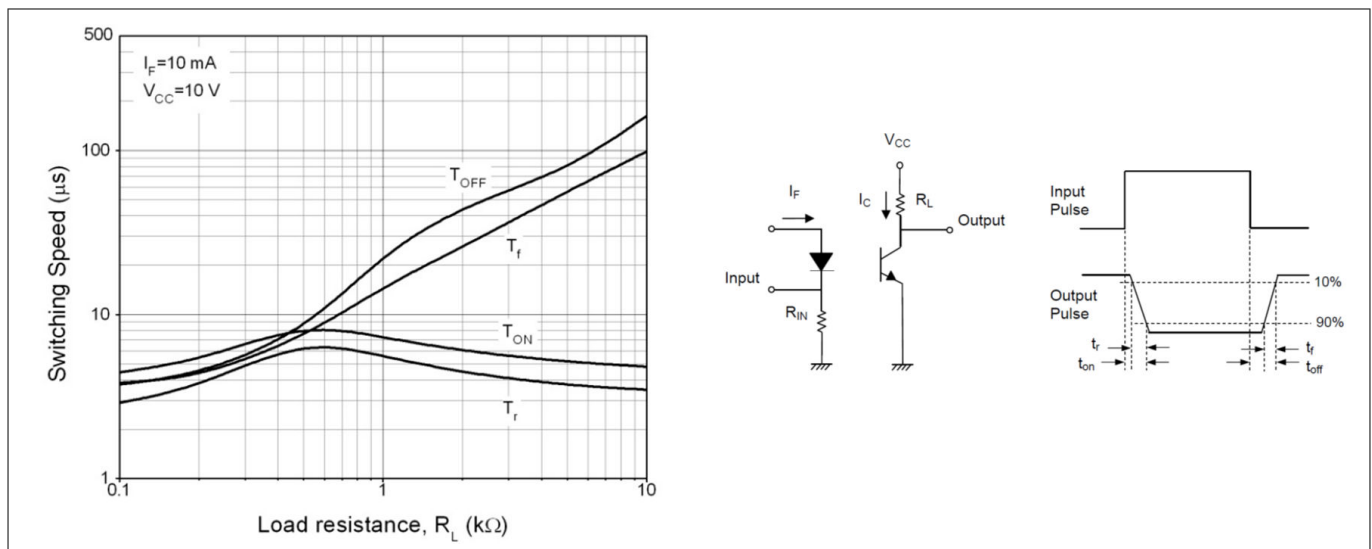 500
I_F=10 mA
V_CC=10 V
100
T_OFF
T_f
10
T_ON
T_r
1
0.1
1
10
Switching Speed (μs)
Load resistance, R_L (kΩ)
V_CC
I_F
I_C
R_L
Output
Input
R_IN
Input
Pulse
Output
Pulse
10%
90%
t_r
t_f
t_on
t_off